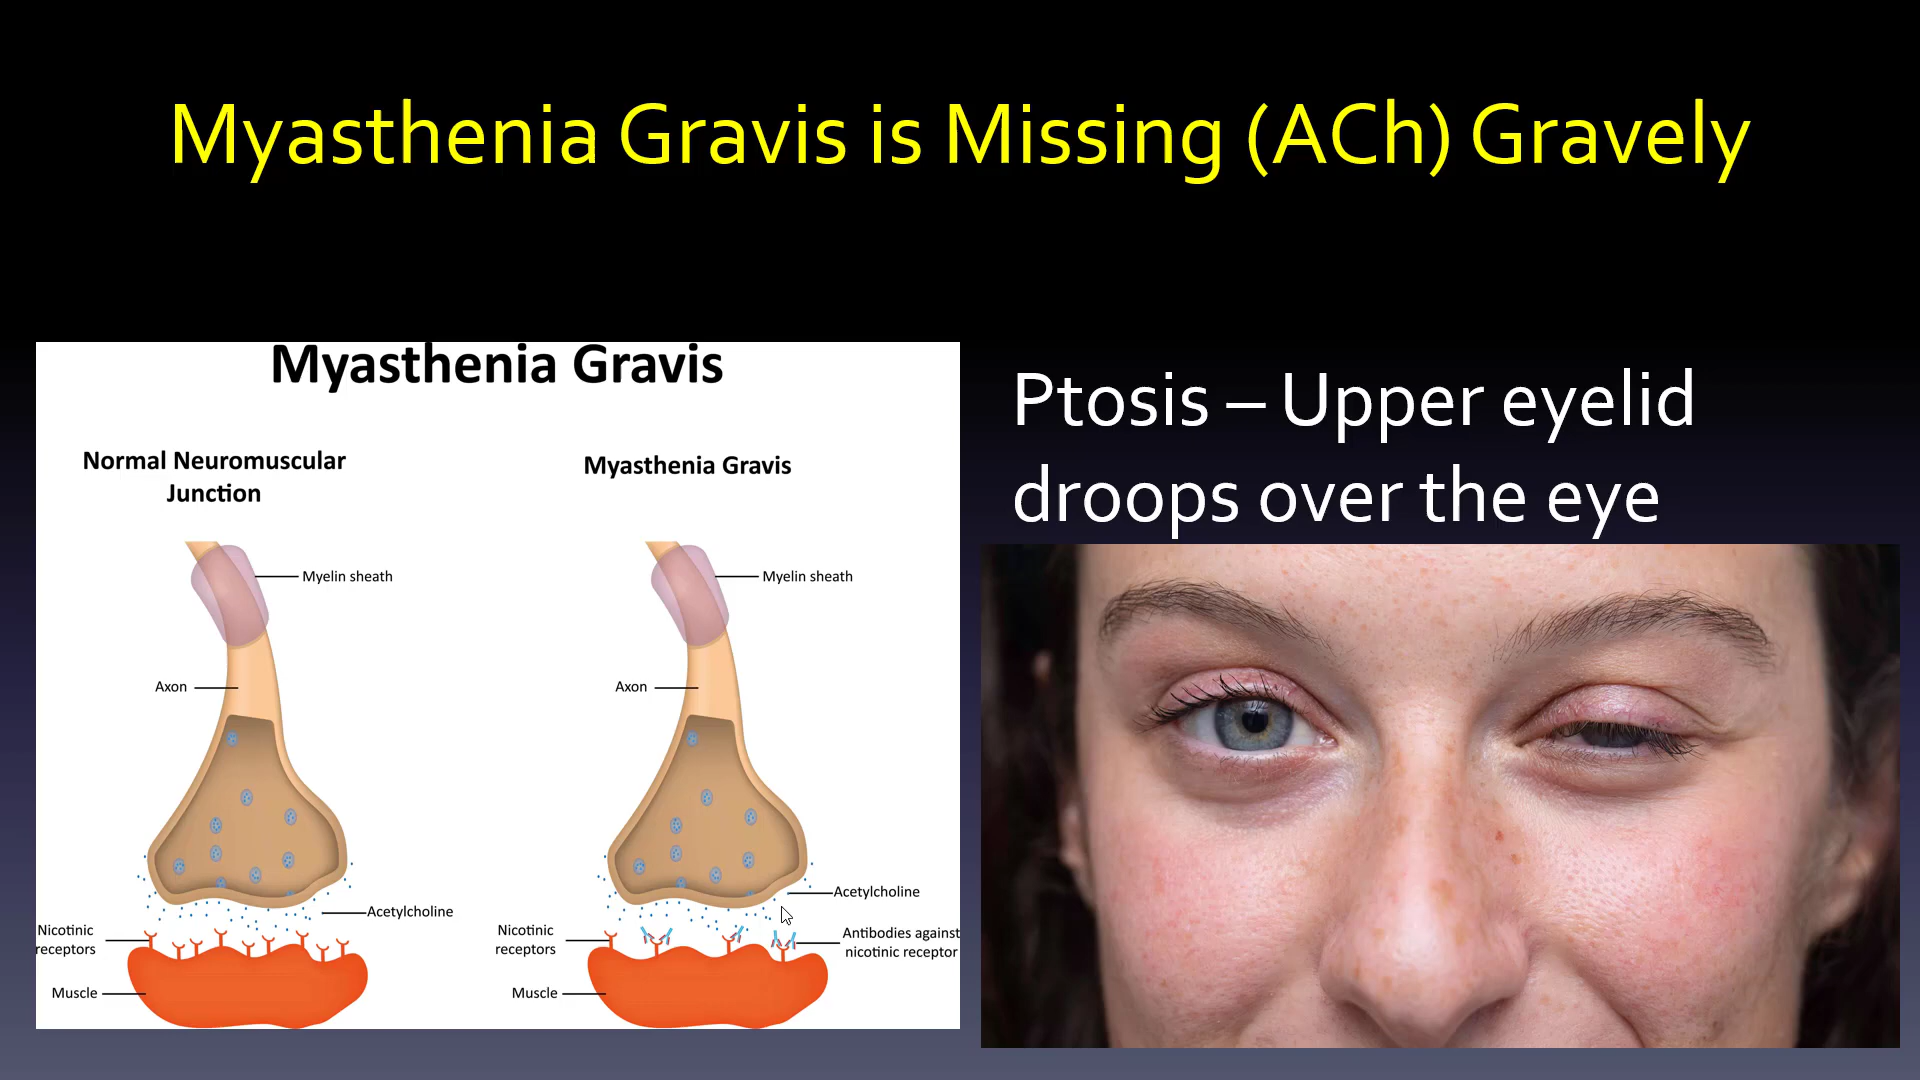 Myasthenia Gravis is Missing (ACh) Gravely
Myasthenia Gravis
Normal Neuromuscular
Junction
Myelin sheath
Axon
Acetylcholine
Nicotinic
receptors
Muscle
Myasthenia Gravis
Myelin sheath
Axon
Acetylcholine
Nicotinic
receptors
Antibodies against
nicotinic receptor
Muscle
Ptosis – Upper eyelid
droops over the eye